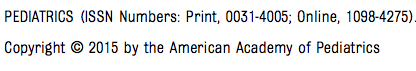 PEDIATRICS (ISSN Numbers: Print, 0031-4005; Online, 1098-4275).
Copyright © 2015 by the American Academy of Pediatrics